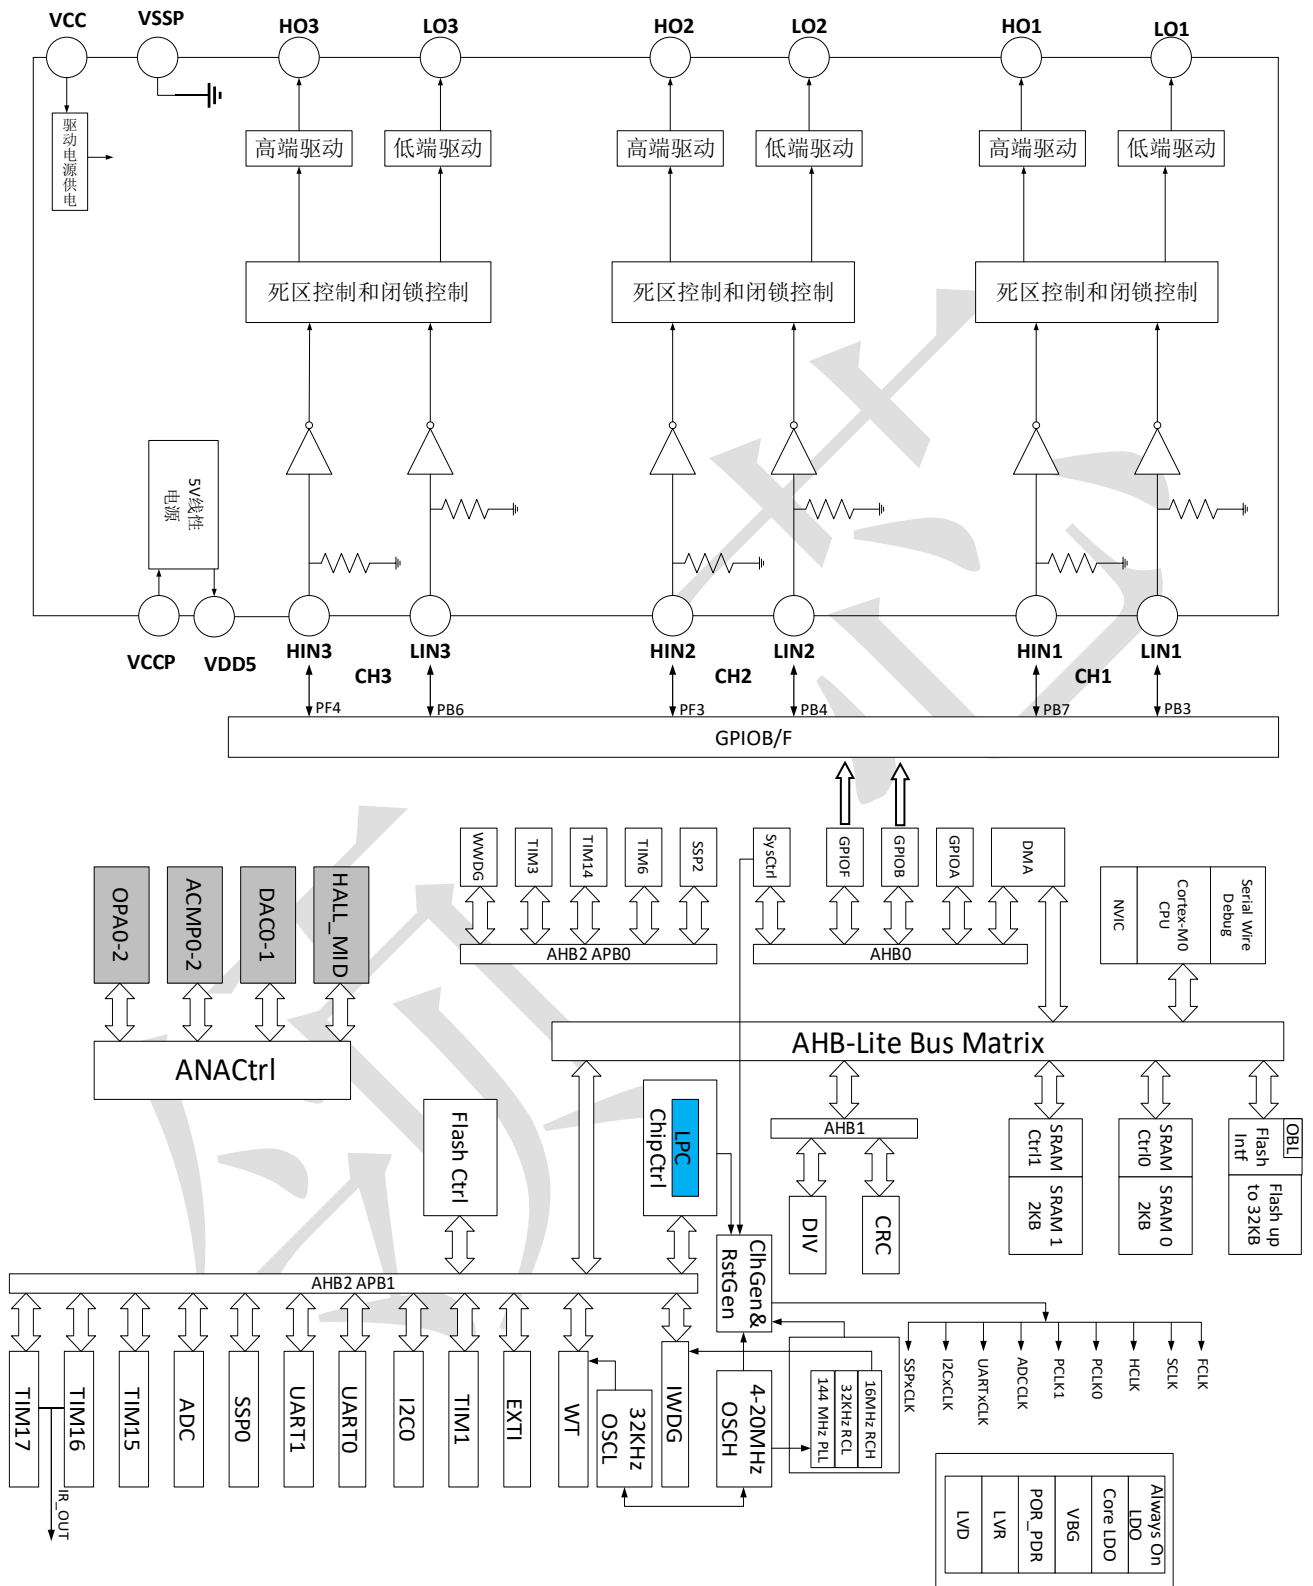 VCC
VSSP
HO3
LO3
HO2
LO2
HO1
LO1
驱动电源供电
高端驱动
低端驱动
高端驱动
低端驱动
高端驱动
低端驱动
死区控制和闭锁控制
死区控制和闭锁控制
死区控制和闭锁控制
5V线性
电源
VCCP
VDD5
HIN3
LIN3
HIN2
LIN2
HIN1
LIN1
CH3
CH2
CH1
PF4
PB6
PF3
PB4
PB7
PB3
GPIOB/F
WWDG
TIM3
TIM14
TIM6
SSP2
SysCtrl
GPIOF
GPIOB
GPIOA
DMA
NVIC
Cortex-M0
CPU
Serial Wire
Debug
OPA0-2
ACMP0-2
DAC0-1
HALL_MID
AHB2 APB0
AHB0
ANACtrl
AHB-Lite Bus Matrix
Flash Ctrl
ChipCtrl
LPC
AHB1
DIV
CRC
SRAM
Ctrl1
SRAM 1
2KB
SRAM
Ctrl0
SRAM 0
2KB
OBL
Flash
Intf
Flash up
to 32KB
ClhGen&
RstGen
AHB2 APB1
TIM17
TIM16
TIM15
ADC
SSP0
UART1
UART0
I2C0
TIM1
EXTI
WT
32KHz
OSCL
IWDG
4-20MHz
OSCH
144 MHz PLL
32KHz RCL
16MHz RCH
IR_OUT
SSPxCLK
I2CxCLK
UARTxCLK
ADCCLK
PCLK1
PCLK0
HCLK
SCLK
FCLK
LVD
LVR
POR_PDR
VBG
Core LDO
Always On
LDO